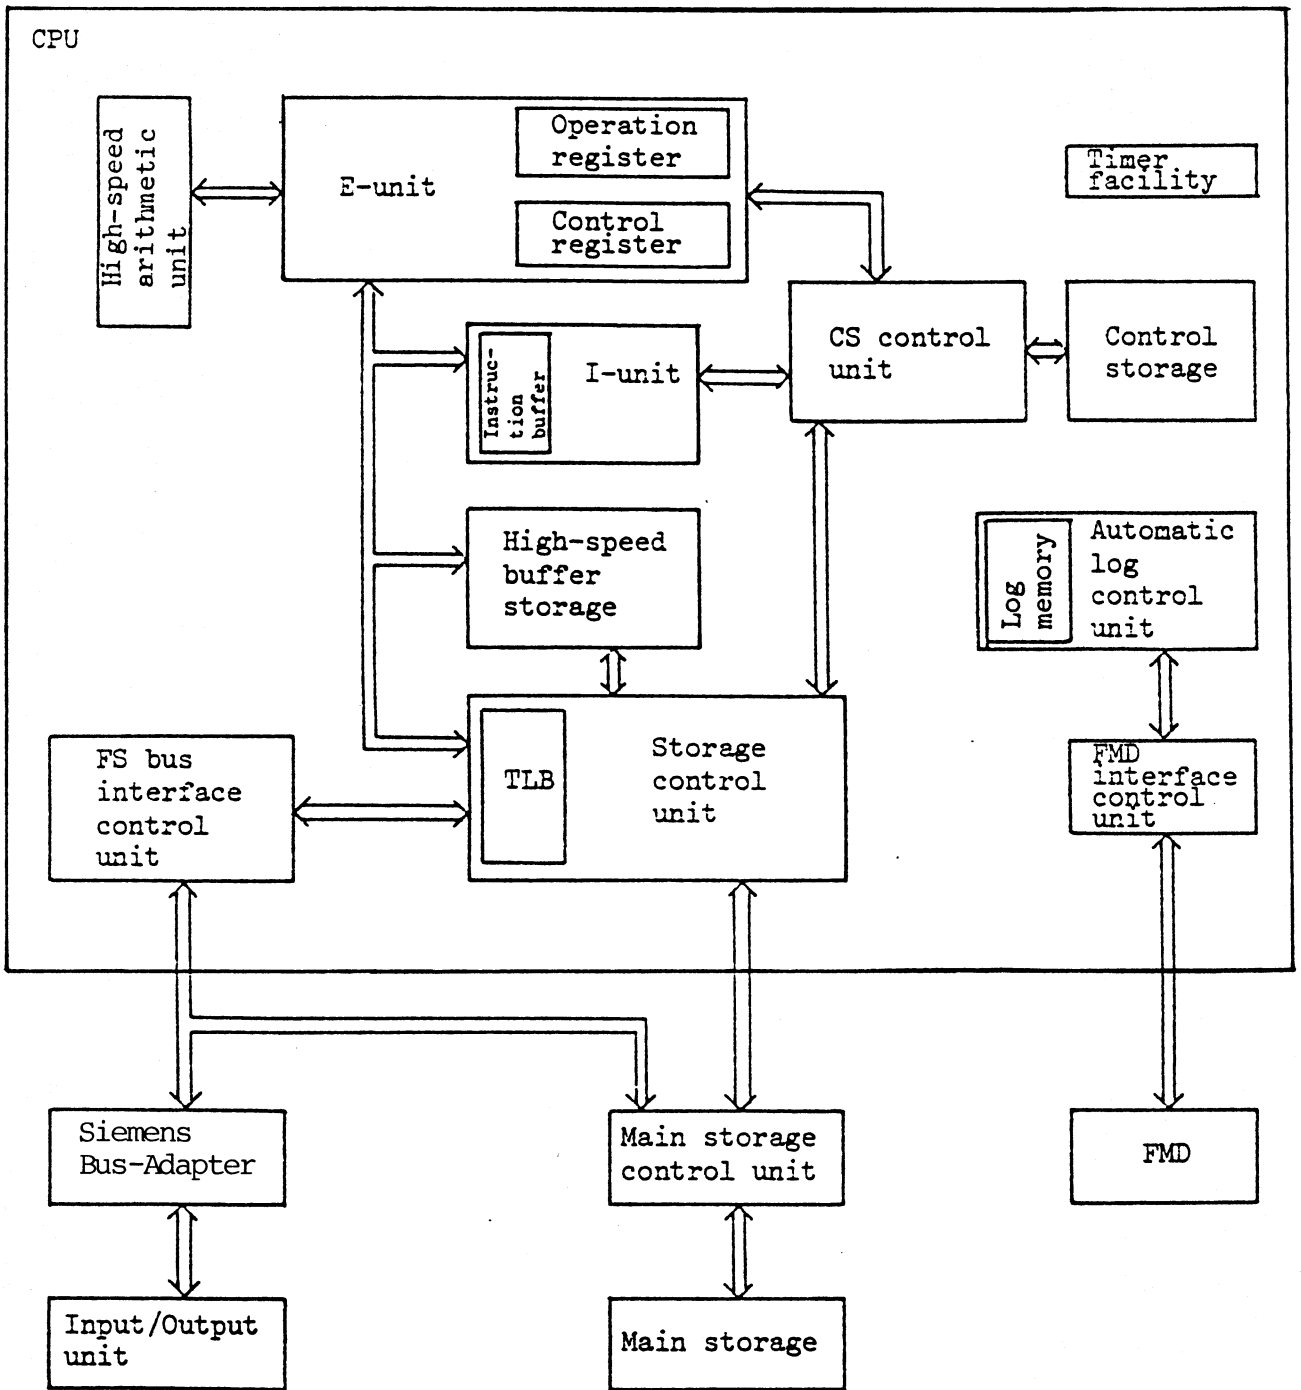 CPU
High-speed
arithmetic
unit
E-unit
Operation
register
Control
register
Timer
facility
Instruc-
tion
buffer
I-unit
CS control
unit
Control
storage
High-speed
buffer
storage
Log
memory
Automatic
log
control
unit
FS bus
interface
control
unit
TLB
Storage
control
unit
FMD
interface
control
unit
Siemens
Bus-Adapter
Main storage
control unit
FMD
Input/Output
unit
Main storage